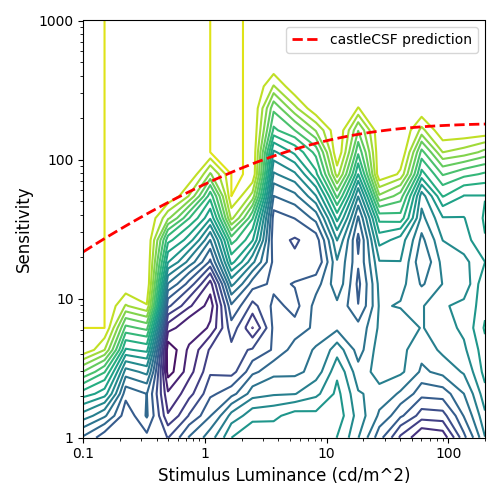 1000
castleCSF prediction
100
Sensitivity
10
1
0.1 1 10 100
Stimulus Luminance (cd/m^2)